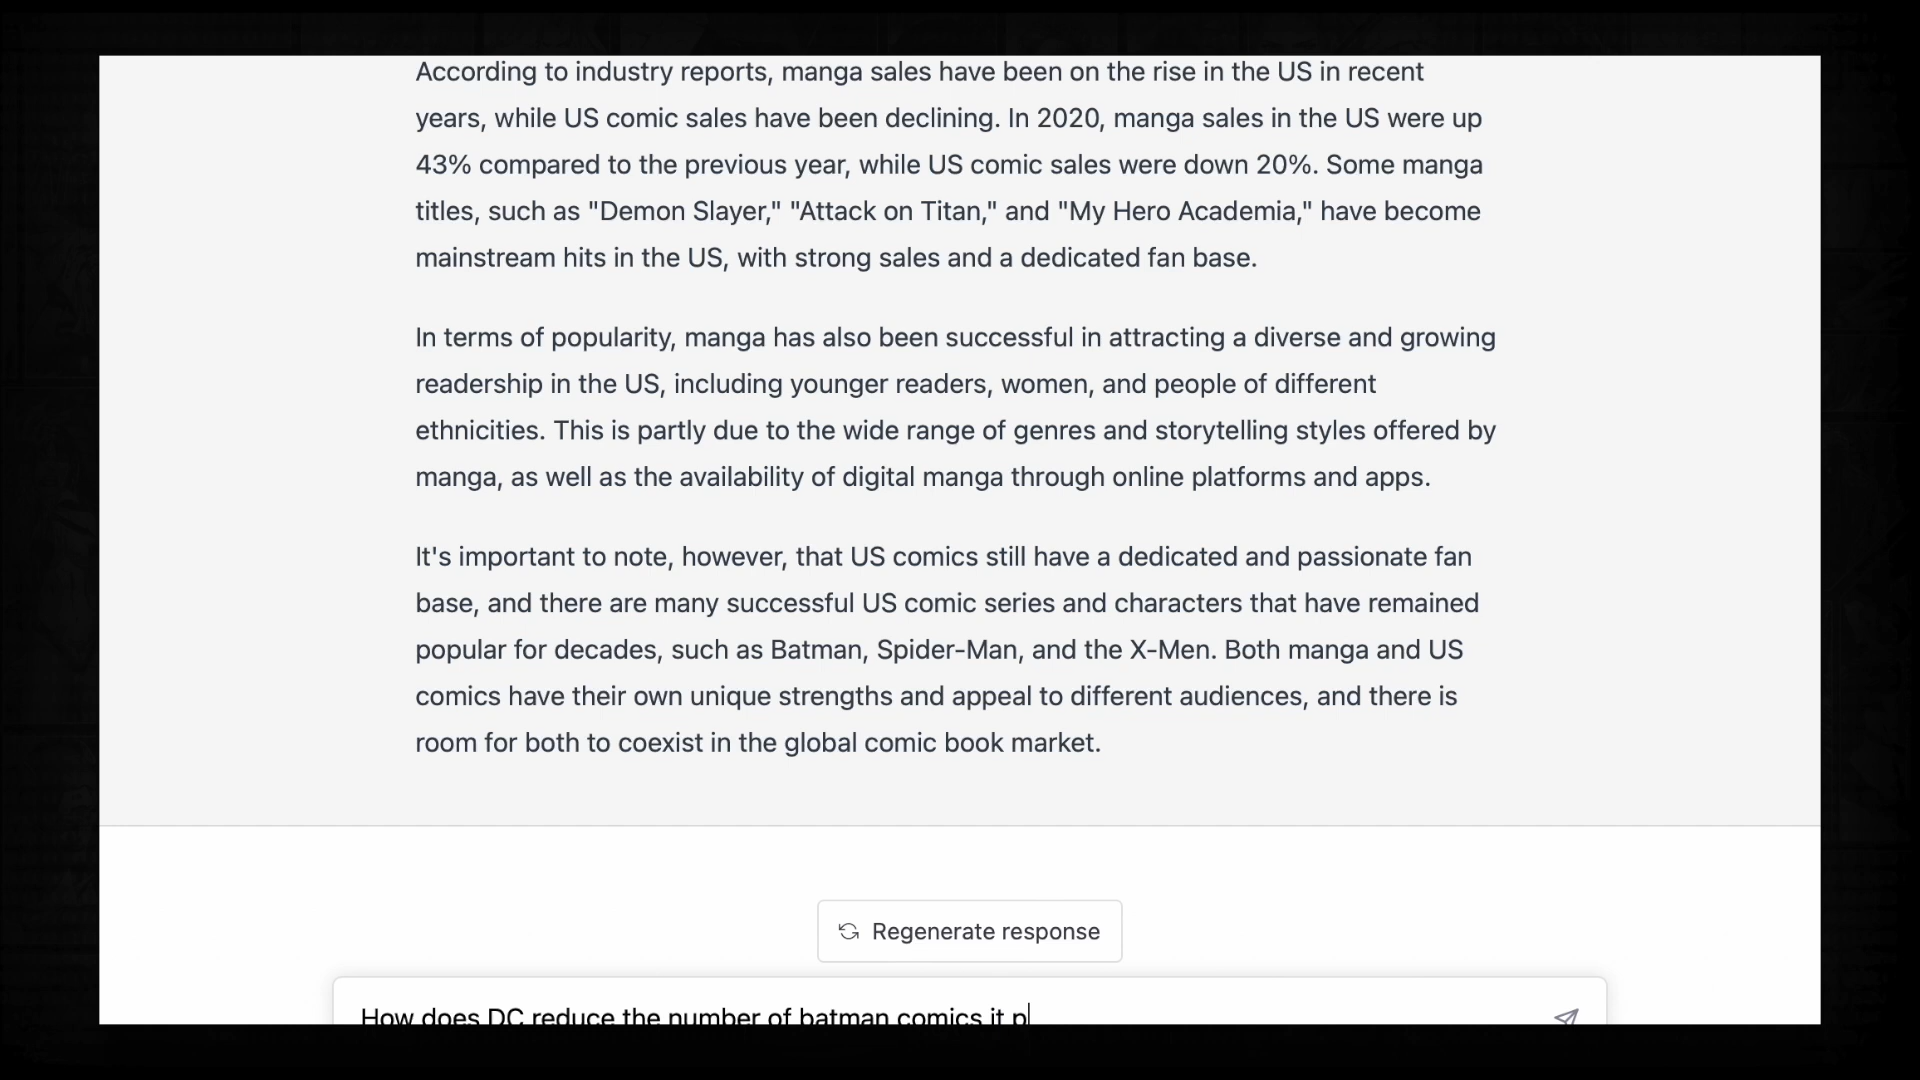 According to industry reports, manga sales have been on the rise in the US in recent
years, while US comic sales have been declining. In 2020, manga sales in the US were up
43% compared to the previous year, while US comic sales were down 20%. Some manga
titles, such as "Demon Slayer," "Attack on Titan," and "My Hero Academia," have become
mainstream hits in the US, with strong sales and a dedicated fan base.
In terms of popularity, manga has also been successful in attracting a diverse and growing
readership in the US, including younger readers, women, and people of different
ethnicities. This is partly due to the wide range of genres and storytelling styles offered by
manga, as well as the availability of digital manga through online platforms and apps.
It's important to note, however, that US comics still have a dedicated and passionate fan
base, and there are many successful US comic series and characters that have remained
popular for decades, such as Batman, Spider-Man, and the X-Men. Both manga and US
comics have their own unique strengths and appeal to different audiences, and there is
room for both to coexist in the global comic book market.
Regenerate response
How does DC reduce the number of batman comics it p